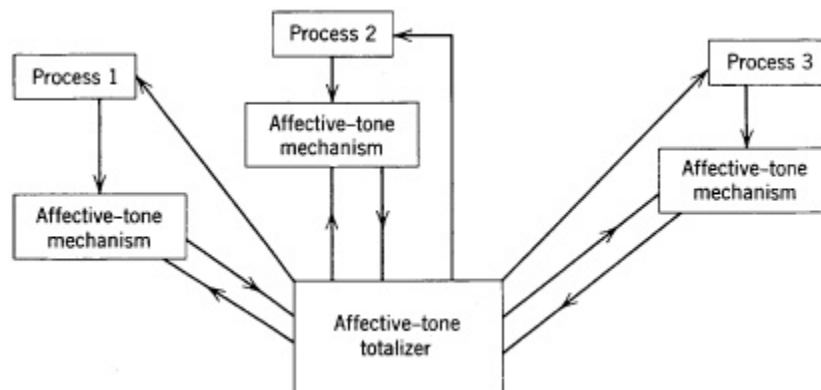 Process 1
Process 2
Process 3
Affective-tone
mechanism
Affective-tone
mechanism
Affective-tone
mechanism
Affective-tone
totalizer